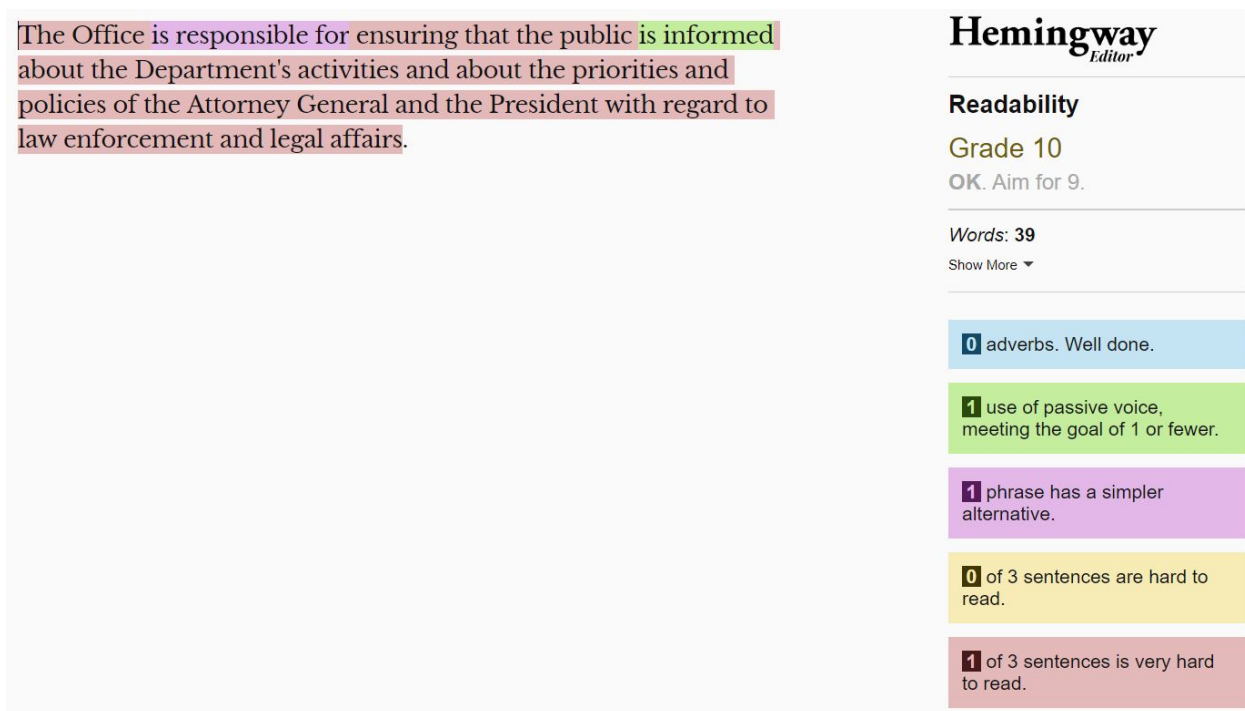 The Office is responsible for ensuring that the public is informed
about the Department's activities and about the priorities and
policies of the Attorney General and the President with regard to
law enforcement and legal affairs.
Hemingway
Editor
Readability
Grade 10
OK. Aim for 9.
Words: 39
Show More
0 adverbs. Well done.
1 use of passive voice,
meeting the goal of 1 or fewer.
1 phrase has a simpler
alternative.
0 of 3 sentences are hard to
read.
1 of 3 sentences is very hard
to read.